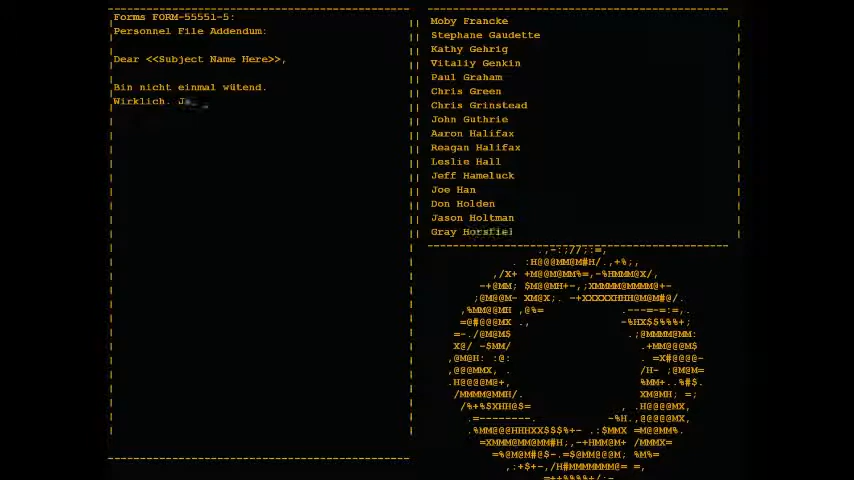 Forms FORM-55551-5:
Personnel File Addendum:
Dear <<Subject Name Here>>,
Bin nicht einmal wütend.
Wirklich.
Moby Francke
Stephane Gaudette
Kathy Gehrig
Vitaliy Genkin
Paul Graham
Chris Green
Chris Grinstead
John Guthrie
Aaron Halifax
Reagan Halifax
Leslie Hall
Jeff Hameluck
Joe Han
Don Holden
Jason Holtman
Gray Horsfiel